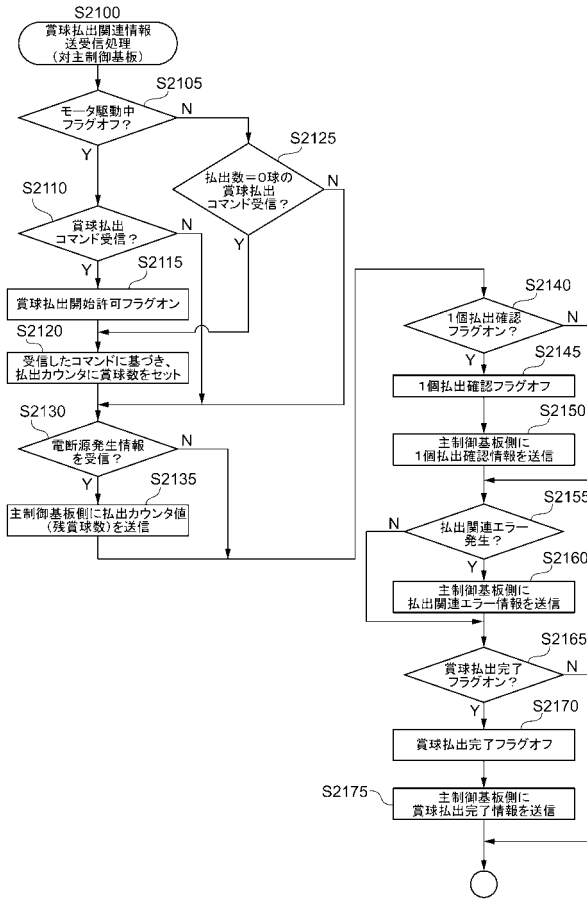 S2100
賞球払出関連情報
送受信処理
(対主制御基板)
S2105
モータ駆動中
フラグオフ?
N
Y
S2125
払出数=0球の
賞球払出
コマンド受信?
N
Y
S2110
賞球払出
コマンド受信?
N
Y
S2115
賞球払出開始許可フラグオン
S2120
受信したコマンドに基づき、
払出カウンタに賞球数をセット
S2130
電断源発生情報
を受信?
N
Y
S2135
主制御基板側に払出カウンタ値
(残賞球数)を送信
S2140
1個払出確認
フラグオン?
N
Y
S2145
1個払出確認フラグオフ
S2150
主制御基板側に
1個払出確認情報を送信
S2155
払出関連エラー
発生?
N
Y
S2160
主制御基板側に
払出関連エラー情報を送信
S2165
賞球払出完了
フラグオン?
N
Y
S2170
賞球払出完了フラグオフ
S2175
主制御基板側に
賞球払出完了情報を送信